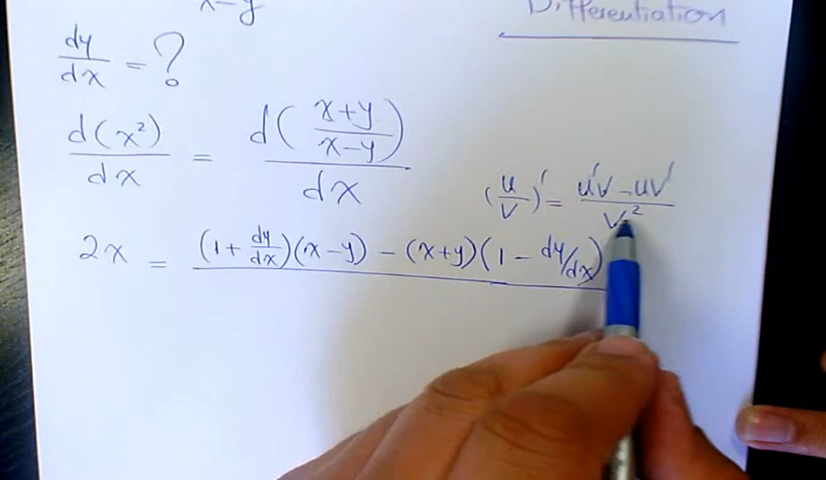 x-y
Differentiation
dy/dx = ?
d(x²)/dx = d((x+y)/(x-y))/dx
(u/v)' = (u'v - uv')/v²
2x = (1 + dy/dx)(x-y) - (x+y)(1 - dy/dx)